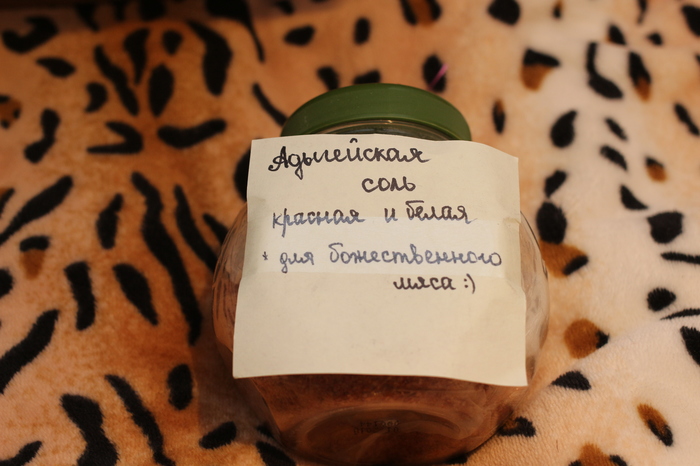 Адыгейская
соль
красная и белая
* для божественного
мяса :)